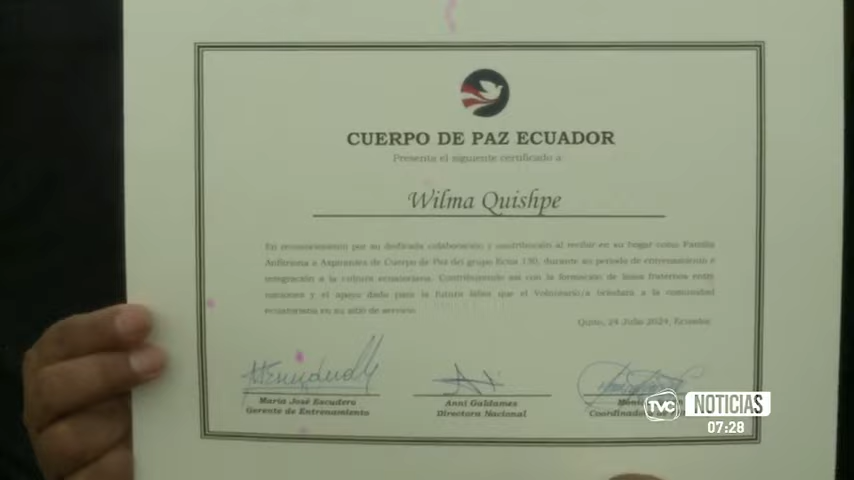 CUERPO DE PAZ ECUADOR
Presenta el siguiente certificado a:
Wilma Quishpe
En reconocimiento por su dedicada colaboración y contribución al recibir en su hogar como Familia
Anfitriona a Aspirantes de Cuerpo de Paz del grupo Ecua 130, durante su periodo de entrenamiento e
integración a la cultura ecuatoriana. Contribuyendo así con la formación de lazos fraternos entre
naciones y el apoyo dado para la futura labor que el Voluntario/a brindará a la comunidad
ecuatoriana en su sitio de servicio.
Quito, 24 Julio 2024, Ecuador.
María José Escudero
Gerente de Entrenamiento
Anni Galdames
Directora Nacional
Coordinador
TVC NOTICIAS
07:28